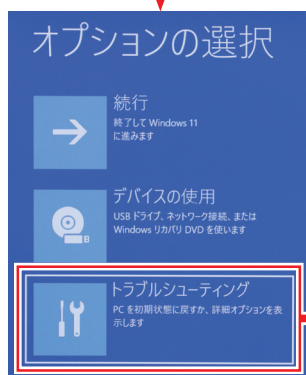 オプションの選択
続行
終了して Windows 11
に進みます
デバイスの使用
USB ドライブ、ネットワーク接続、または
Windows リカバリ DVD を使います
トラブルシューティング
PC を初期状態に戻すか、詳細オプションを表
示します